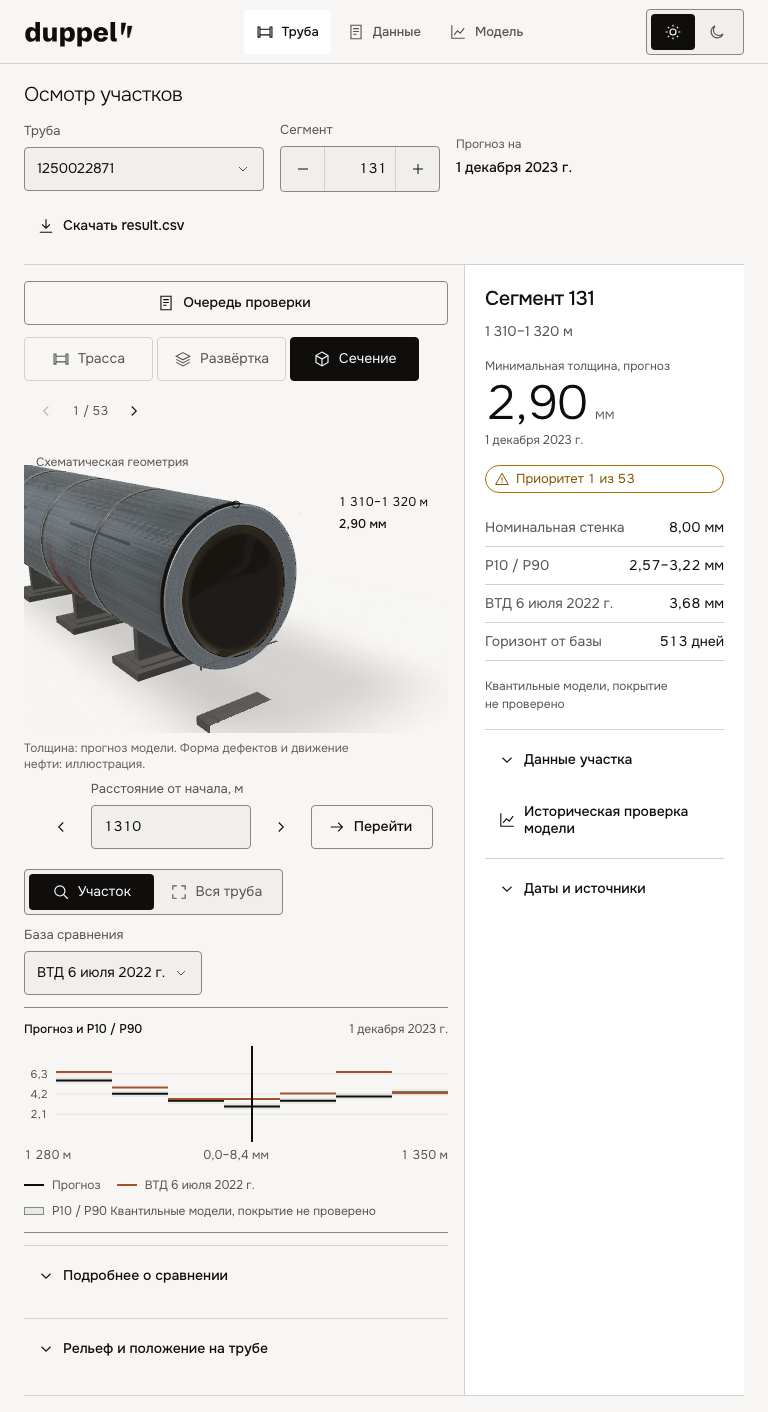 duppel
Труба
Данные
Модель
Осмотр участков
Труба
1250022871
Сегмент
131
Прогноз на
1 декабря 2023 г.
Скачать result.csv
Очередь проверки
Трасса
Развёртка
Сечение
1 / 53
Схематическая геометрия
1 310–1 320 м
2,90 мм
Толщина: прогноз модели. Форма дефектов и движение
нефти: иллюстрация.
Расстояние от начала, м
1310
Перейти
Участок
Вся труба
База сравнения
ВТД 6 июля 2022 г.
Прогноз и P10 / P90
1 декабря 2023 г.
6,3
4,2
2,1
1 280 м
0,0–8,4 мм
1 350 м
Прогноз
ВТД 6 июля 2022 г.
P10 / P90 Квантильные модели, покрытие не проверено
Подробнее о сравнении
Рельеф и положение на трубе
Сегмент 131
1 310–1 320 м
Минимальная толщина, прогноз
2,90 мм
1 декабря 2023 г.
Приоритет 1 из 53
Номинальная стенка 8,00 мм
P10 / P90 2,57–3,22 мм
ВТД 6 июля 2022 г. 3,68 мм
Горизонт от базы 513 дней
Квантильные модели, покрытие
не проверено
Данные участка
Историческая проверка
модели
Даты и источники